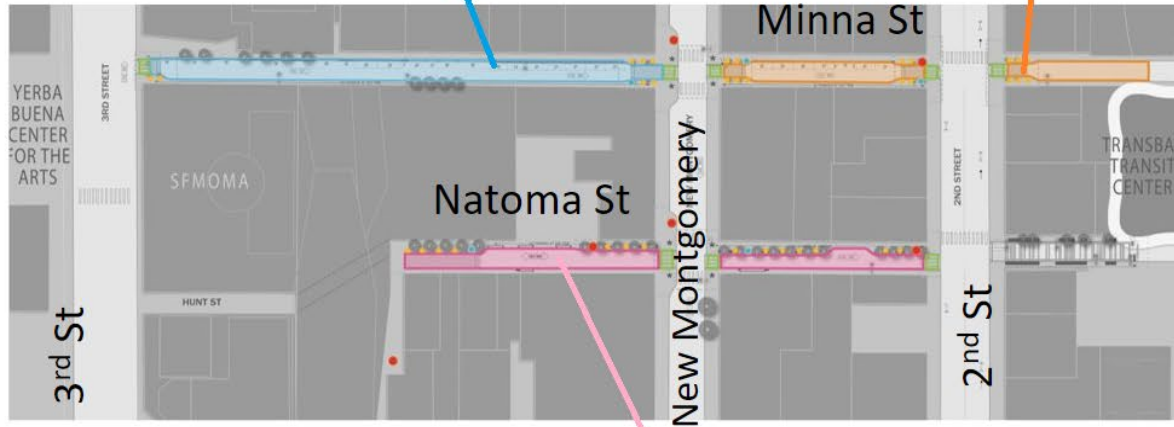 Minna St
3RD STREET
YERBA
BUENA
CENTER
FOR THE
ARTS
SFMOMA
Natoma St
New Montgomery
2ND STREET
TRANSBA
TRANSIT
CENTER
HUNT ST
3rd St
2nd St